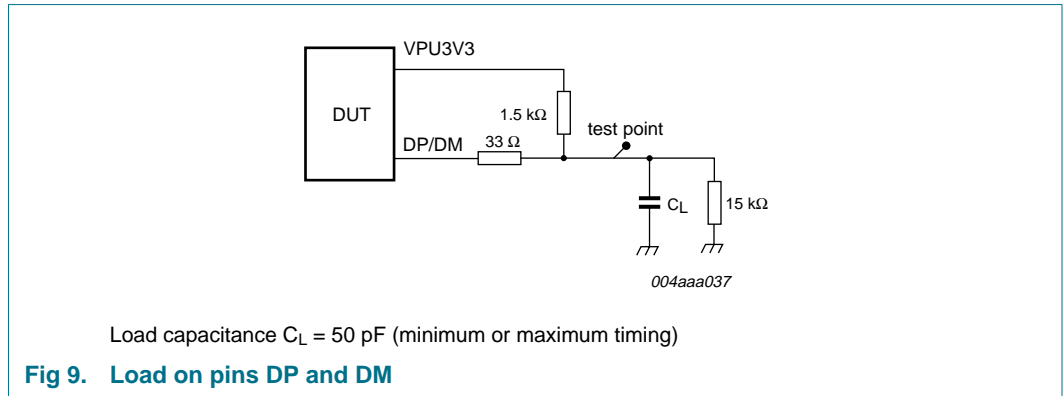 VPU3V3
DUT
1.5 kΩ
test point
DP/DM
33 Ω
CL
15 kΩ
004aaa037
Load capacitance CL = 50 pF (minimum or maximum timing)
Fig 9. Load on pins DP and DM